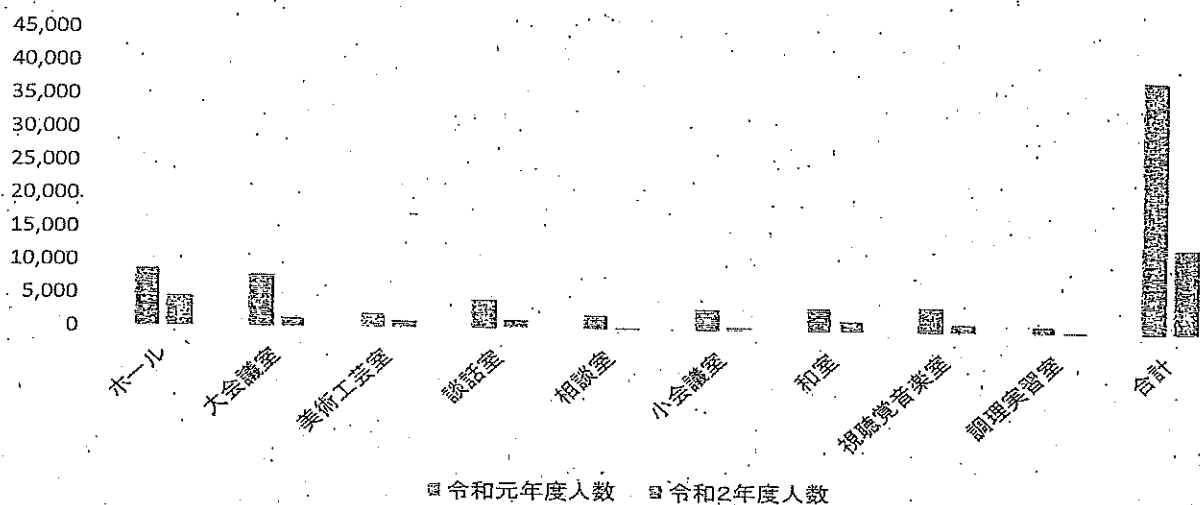 45,000
40,000
35,000
30,000
25,000
20,000
15,000
10,000
5,000
0
ホール
大会議室
美術工芸室
談話室
相談室
小会議室
和室
視聴覚音楽室
調理実習室
合計
令和元年度人数 令和2年度人数